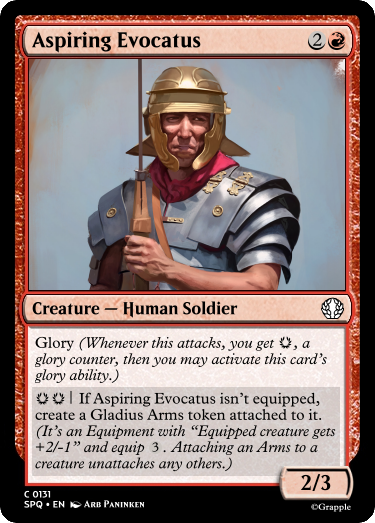 Aspiring Evocatus 2
Creature — Human Soldier
Glory (Whenever this attacks, you get , a
glory counter, then you may activate this card's
glory ability.)
| If Aspiring Evocatus isn't equipped,
create a Gladius Arms token attached to it.
(It's an Equipment with "Equipped creature gets
+2/-1" and equip 3. Attaching an Arms to a
creature unattaches any others.)
2/3
C 0131
SPQ • EN Arb Paninken
©Grapple